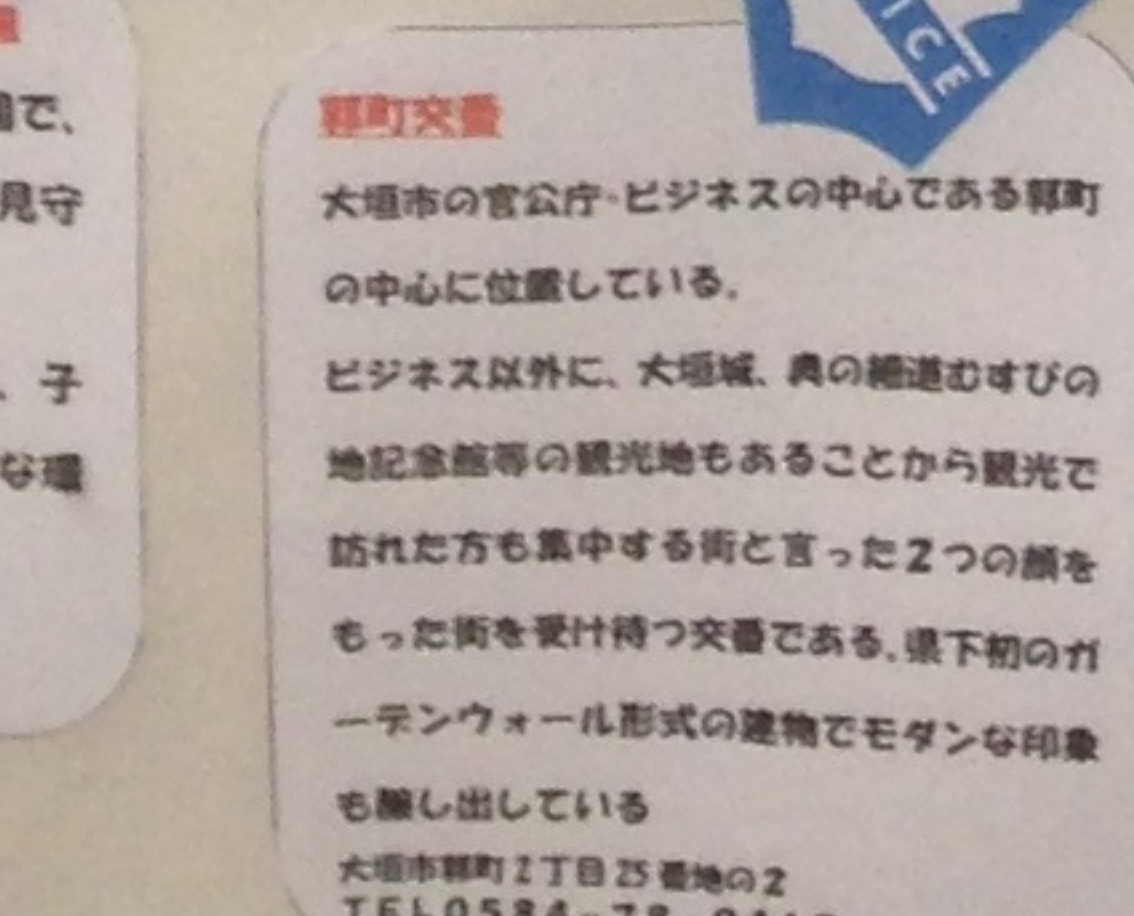 で、
見守
、子
な環
ICE
郭町交番
大垣市の官公庁・ビジネスの中心である郭町
の中心に位置している。
ビジネス以外に、大垣城、奥の細道むすびの
地記念館等の観光地もあることから観光で
訪れた方も集中する街と言った2つの顔を
もった街を受け持つ交番である。県下初のガ
ーデンウォール形式の建物でモダンな印象
も醸し出している
大垣市郭町2丁目25番地の2
TEL0584-78-